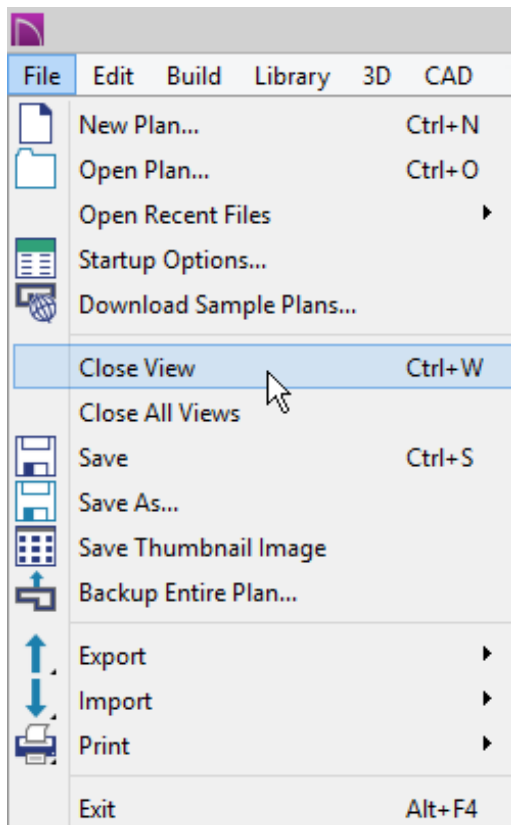 File Edit Build Library 3D CAD
New Plan... Ctrl+N
Open Plan... Ctrl+O
Open Recent Files
Startup Options...
Download Sample Plans...
Close View Ctrl+W
Close All Views
Save Ctrl+S
Save As...
Save Thumbnail Image
Backup Entire Plan...
Export
Import
Print
Exit Alt+F4